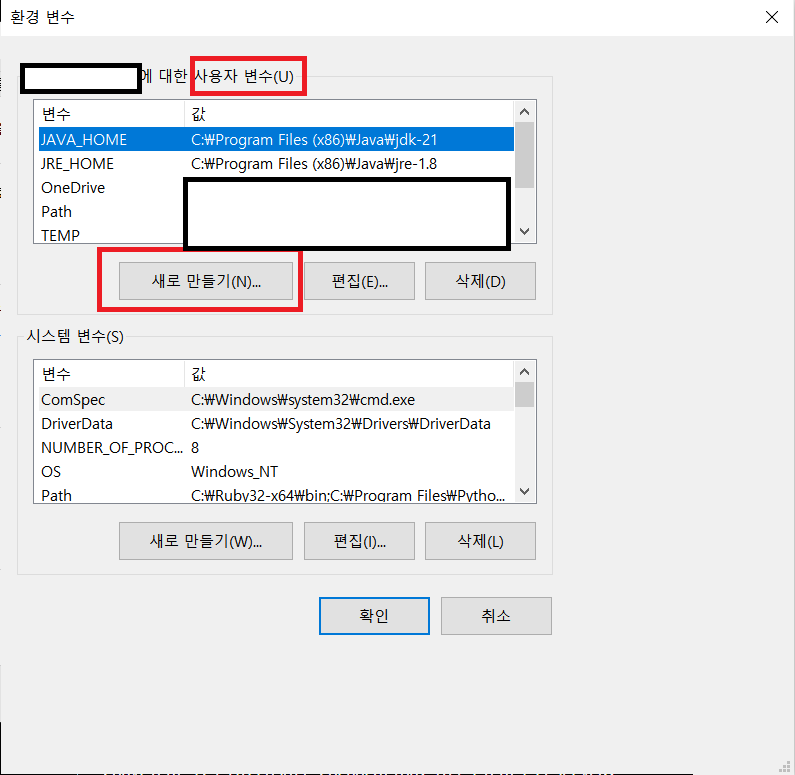 환경 변수
에 대한 사용자 변수(U)
변수 값
JAVA_HOME C:₩Program Files (x86)₩Java₩jdk-21
JRE_HOME C:₩Program Files (x86)₩Java₩jre-1.8
OneDrive
Path
TEMP
새로 만들기(N)... 편집(E)... 삭제(D)
시스템 변수(S)
변수 값
ComSpec C:₩Windows₩system32₩cmd.exe
DriverData C:₩Windows₩System32₩Drivers₩DriverData
NUMBER_OF_PROC... 8
OS Windows_NT
Path C:₩Ruby32-x64₩bin;C:₩Program Files₩Pytho...
새로 만들기(W)... 편집(I)... 삭제(L)
확인 취소